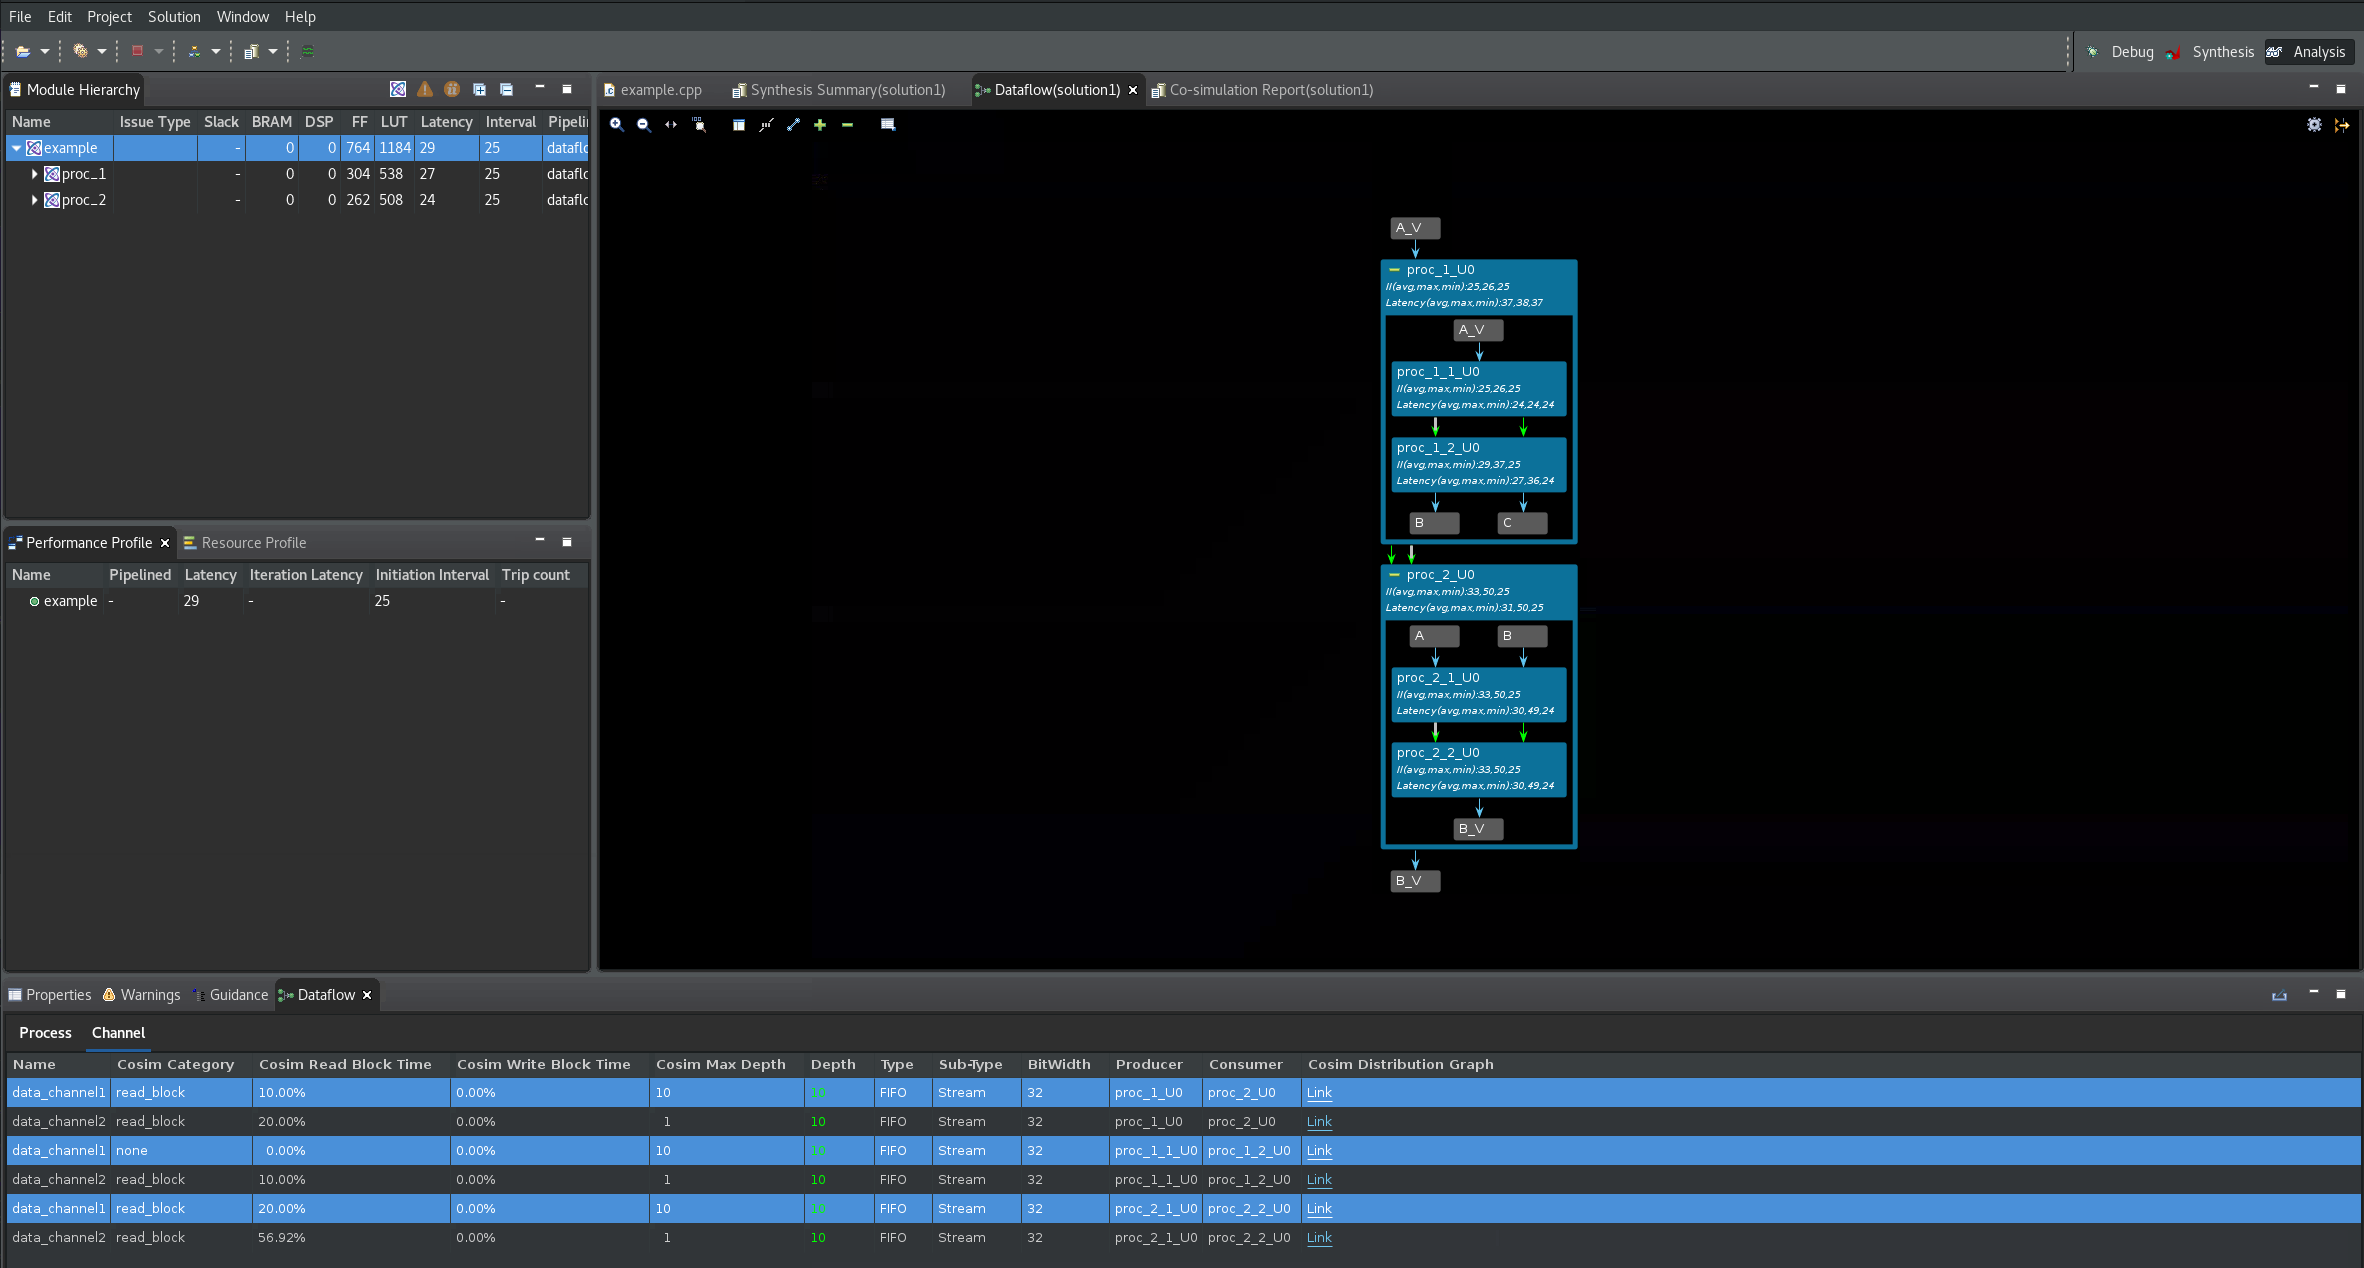 File Edit Project Solution Window Help
Debug Synthesis Analysis
Module Hierarchy
Name Issue Type Slack BRAM DSP FF LUT Latency Interval Pipelin
example - 0 0 764 1184 29 25 dataflo
proc_1 - 0 0 304 538 27 25 dataflo
proc_2 - 0 0 262 508 24 25 dataflo
Performance Profile Resource Profile
Name Pipelined Latency Iteration Latency Initiation Interval Trip count
example - 29 - 25 -
example.cpp Synthesis Summary(solution1) Dataflow(solution1) Co-simulation Report(solution1)
A_V
proc_1_U0
II(avg,max,min):25,26,25
Latency(avg,max,min):37,38,37
A_V
proc_1_1_U0
II(avg,max,min):25,26,25
Latency(avg,max,min):24,24,24
proc_1_2_U0
II(avg,max,min):29,37,25
Latency(avg,max,min):27,36,24
B C
proc_2_U0
II(avg,max,min):33,50,25
Latency(avg,max,min):31,50,25
A B
proc_2_1_U0
II(avg,max,min):33,50,25
Latency(avg,max,min):30,49,24
proc_2_2_U0
II(avg,max,min):33,50,25
Latency(avg,max,min):30,49,24
B_V
B_V
Properties Warnings Guidance Dataflow
Process Channel
Name Cosim Category Cosim Read Block Time Cosim Write Block Time Cosim Max Depth Depth Type Sub-Type BitWidth Producer Consumer Cosim Distribution Graph
data_channel1 read_block 10.00% 0.00% 10 10 FIFO Stream 32 proc_1_U0 proc_2_U0 Link
data_channel2 read_block 20.00% 0.00% 1 10 FIFO Stream 32 proc_1_U0 proc_2_U0 Link
data_channel1 none 0.00% 0.00% 10 10 FIFO Stream 32 proc_1_1_U0 proc_1_2_U0 Link
data_channel2 read_block 10.00% 0.00% 1 10 FIFO Stream 32 proc_1_1_U0 proc_1_2_U0 Link
data_channel1 read_block 20.00% 0.00% 10 10 FIFO Stream 32 proc_2_1_U0 proc_2_2_U0 Link
data_channel2 read_block 56.92% 0.00% 1 10 FIFO Stream 32 proc_2_1_U0 proc_2_2_U0 Link